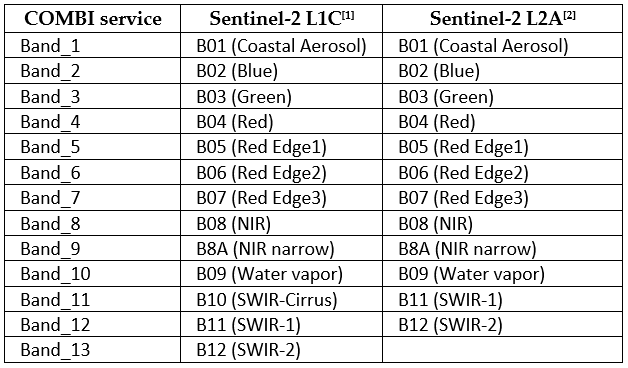 COMBI service Sentinel-2 L1C[1] Sentinel-2 L2A[2]
Band_1 B01 (Coastal Aerosol) B01 (Coastal Aerosol)
Band_2 B02 (Blue) B02 (Blue)
Band_3 B03 (Green) B03 (Green)
Band_4 B04 (Red) B04 (Red)
Band_5 B05 (Red Edge1) B05 (Red Edge1)
Band_6 B06 (Red Edge2) B06 (Red Edge2)
Band_7 B07 (Red Edge3) B07 (Red Edge3)
Band_8 B08 (NIR) B08 (NIR)
Band_9 B8A (NIR narrow) B8A (NIR narrow)
Band_10 B09 (Water vapor) B09 (Water vapor)
Band_11 B10 (SWIR-Cirrus) B11 (SWIR-1)
Band_12 B11 (SWIR-1) B12 (SWIR-2)
Band_13 B12 (SWIR-2)